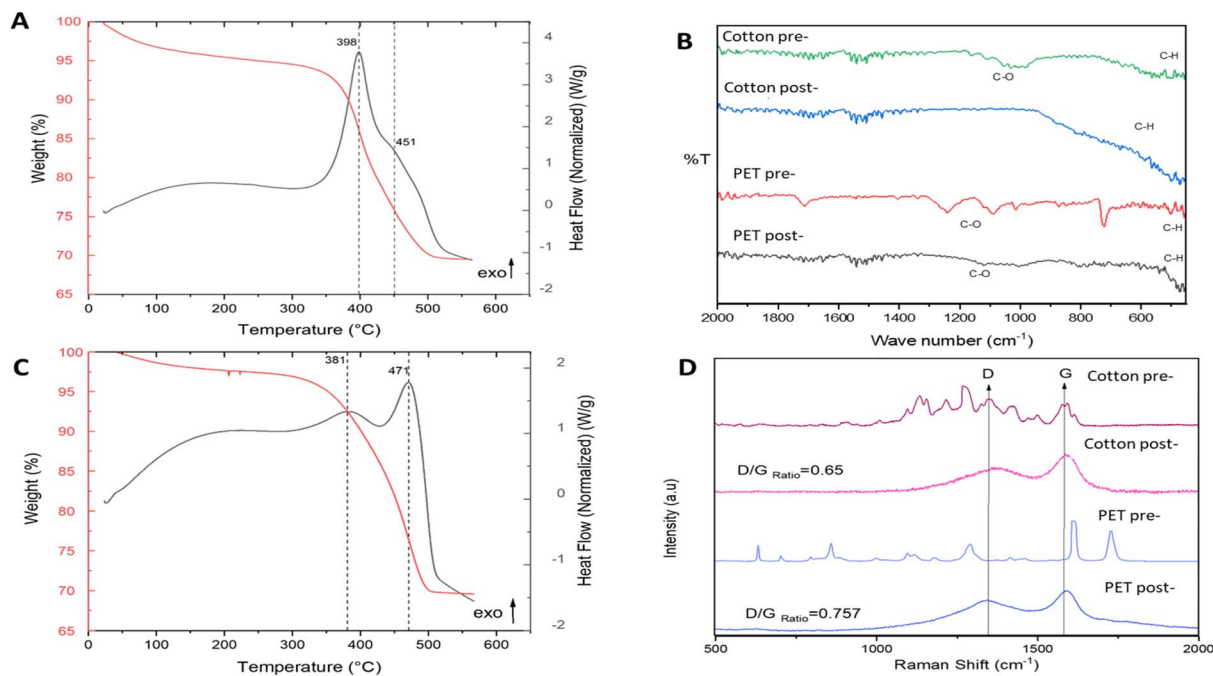 A
100
95
90
85
80
75
70
65
Weight (%)
398
451
4
3
2
1
0
-1
-2
Heat Flow (Normalized) (W/g)
exo
0 100 200 300 400 500 600
Temperature (°C)
B
Cotton pre-
C-O
C-H
Cotton post-
C-H
%T
PET pre-
C-O
C-H
PET post-
C-O
C-H
2000 1800 1600 1400 1200 1000 800 600
Wave number (cm-1)
C
100
95
90
85
80
75
70
65
Weight (%)
381
471
2
1
0
-1
-2
Heat Flow (Normalized) (W/g)
exo
0 100 200 300 400 500 600
Temperature (°C)
D
D
G
Cotton pre-
Cotton post-
D/G Ratio=0.65
PET pre-
PET post-
D/G Ratio=0.757
Intensity (a.u)
500 1000 1500 2000
Raman Shift (cm-1)